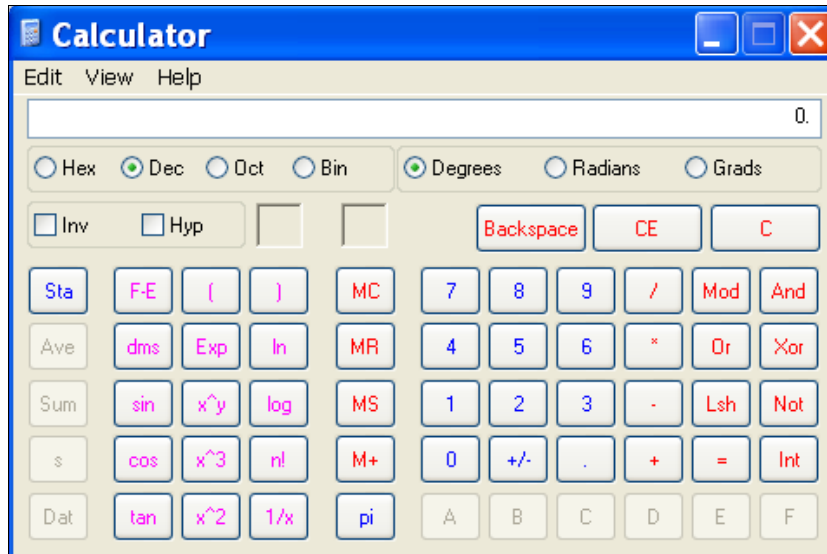 Calculator
Edit View Help
0.
Hex Dec Oct Bin Degrees Radians Grads
Inv Hyp Backspace CE C
Sta F-E ( ) MC 7 8 9 / Mod And
Ave dms Exp ln MR 4 5 6 * Or Xor
Sum sin x^y log MS 1 2 3 - Lsh Not
s cos x^3 n! M+ 0 +/- . + = Int
Dat tan x^2 1/x pi A B C D E F